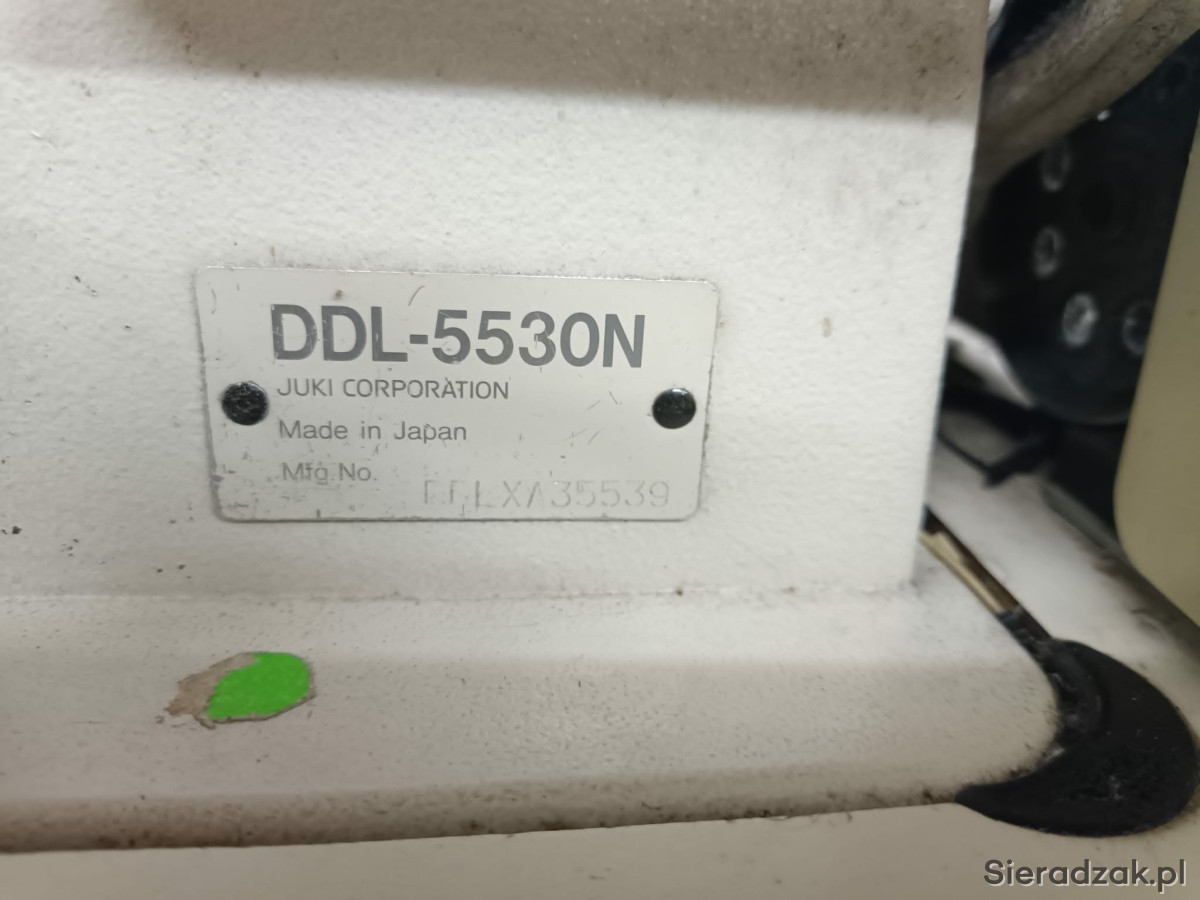 DDL-5530N
JUKI CORPORATION
Made in Japan
Mfg.No.
Sieradzak.pl